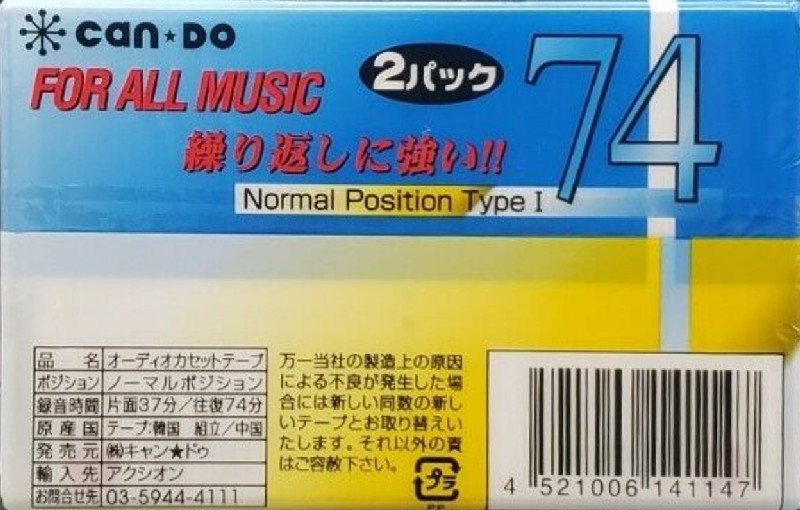 can★DO
2パック
74
FOR ALL MUSIC
繰り返しに強い!!
Normal Position Type I
品名 オーディオカセットテープ
ポジション ノーマルポジション
録音時間 片面37分/往復74分
原産国 テープ:韓国 組立/中国
発売元 ㈱キャン★ドゥ
輸入先 アクシオン
お問合せ先 03-5944-4111
万一当社の製造上の原因
による不良が発生した場
合には新しい同数の新し
いテープとお取り替えい
たします。それ以外の責
はご容赦下さい。
プラ
PP
4 521006 141147